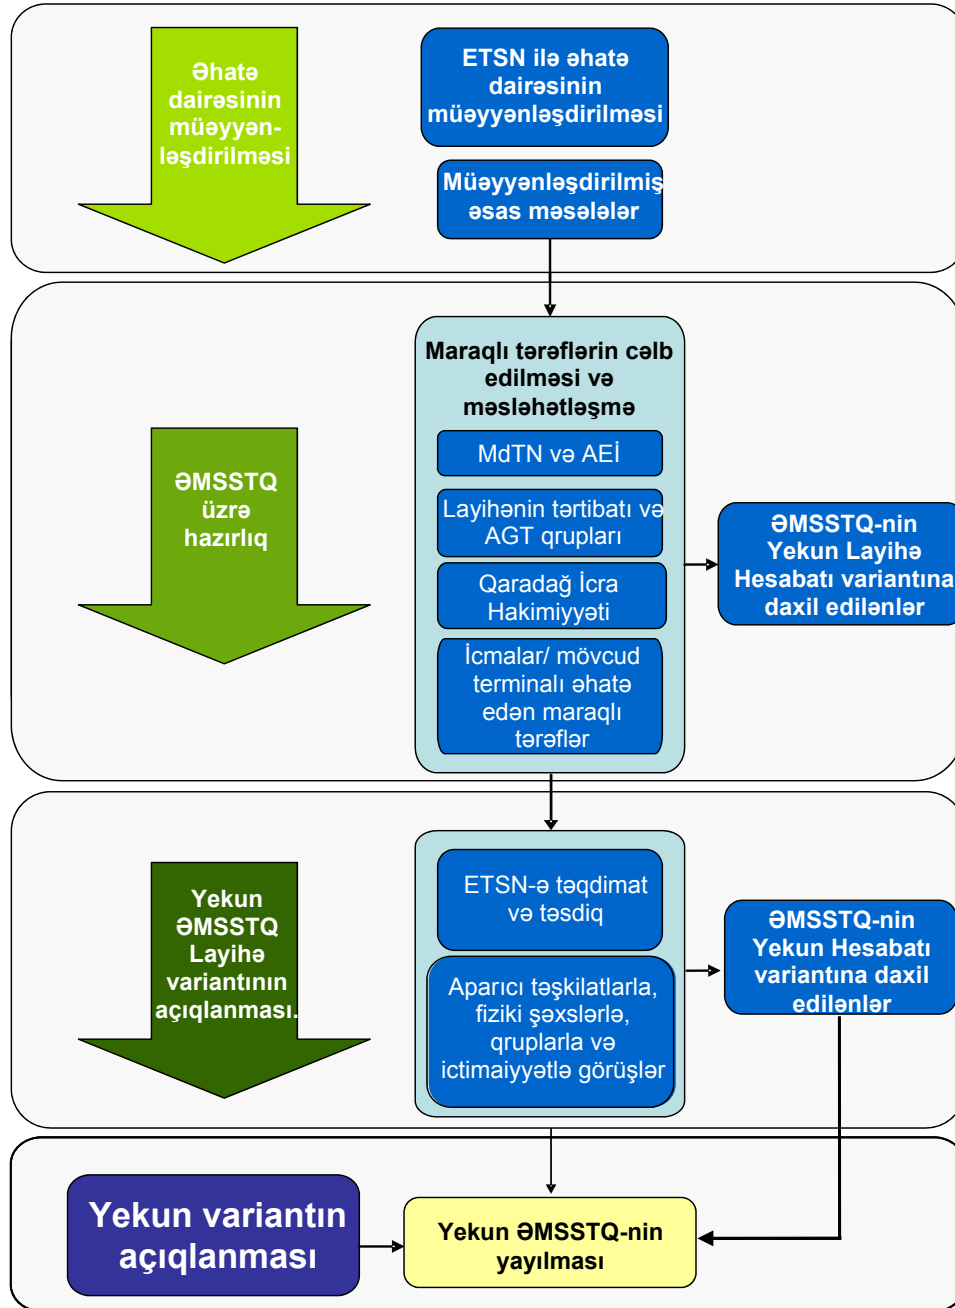 Əhatə
dairəsinin
müəyyən-
ləşdirilməsi
ETSN ilə əhatə
dairəsinin
müəyyənləşdirilməsi
Müəyyənləşdirilmiş
əsas məsələlər
ƏMSSTQ
üzrə
hazırlıq
Maraqlı tərəflərin cəlb
edilməsi və
məsləhətləşmə
MdTN və AEİ
Layihənin tərtibatı və
AGT qrupları
Qaradağ İcra
Hakimiyyəti
İcmalar/ mövcud
terminalı əhatə
edən maraqlı
tərəflər
ƏMSSTQ-nin
Yekun Layihə
Hesabatı variantına
daxil edilənlər
Yekun
ƏMSSTQ
Layihə
variantının
açıqlanması.
ETSN-ə təqdimat
və təsdiq
Aparıcı təşkilatlarla,
fiziki şəxslərlə,
qruplarla və
ictimaiyyətlə görüşlər
ƏMSSTQ-nin
Yekun Hesabatı
variantına daxil
edilənlər
Yekun variantın
açıqlanması
Yekun ƏMSSTQ-nin
yayılması